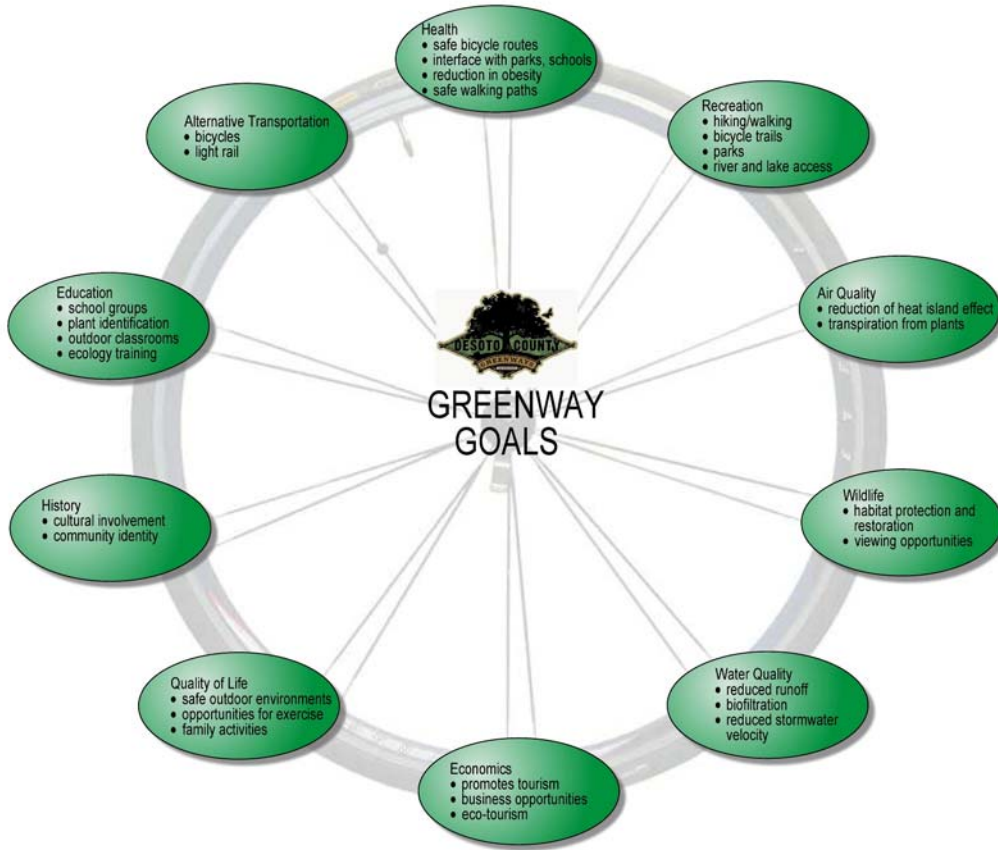 Health
• safe bicycle routes
• interface with parks, schools
• reduction in obesity
• safe walking paths
Recreation
• hiking/walking
• bicycle trails
• parks
• river and lake access
Air Quality
• reduction of heat island effect
• transpiration from plants
Wildlife
• habitat protection and
restoration
• viewing opportunities
Water Quality
• reduced runoff
• biofiltration
• reduced stormwater
velocity
Economics
• promotes tourism
• business opportunities
• eco-tourism
Quality of Life
• safe outdoor environments
• opportunities for exercise
• family activities
History
• cultural involvement
• community identity
Education
• school groups
• plant identification
• outdoor classrooms
• ecology training
Alternative Transportation
• bicycles
• light rail
DESOTO COUNTY
GREENWAYS
GREENWAY
GOALS